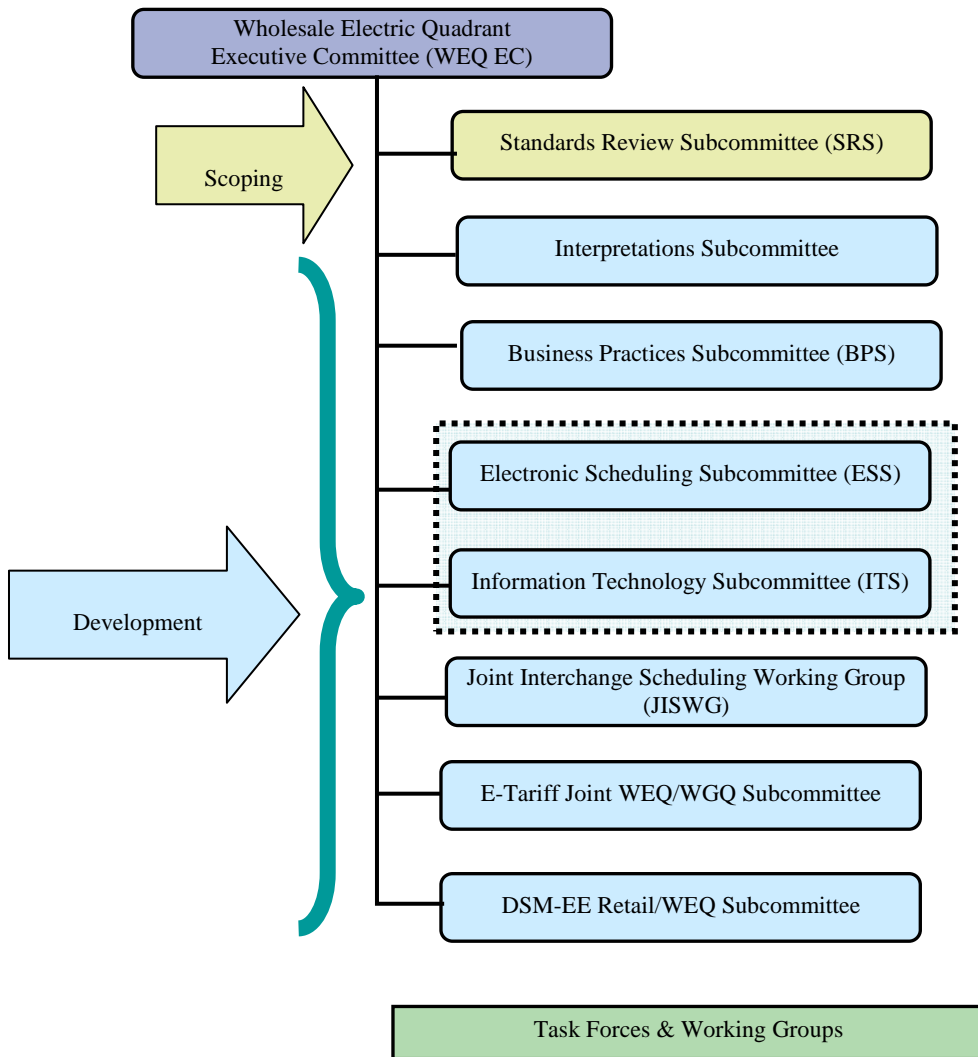 Wholesale Electric Quadrant
Executive Committee (WEQ EC)
Standards Review Subcommittee (SRS)
Scoping
Interpretations Subcommittee
Business Practices Subcommittee (BPS)
Electronic Scheduling Subcommittee (ESS)
Information Technology Subcommittee (ITS)
Development
Joint Interchange Scheduling Working Group
(JISWG)
E-Tariff Joint WEQ/WGQ Subcommittee
DSM-EE Retail/WEQ Subcommittee
Task Forces & Working Groups